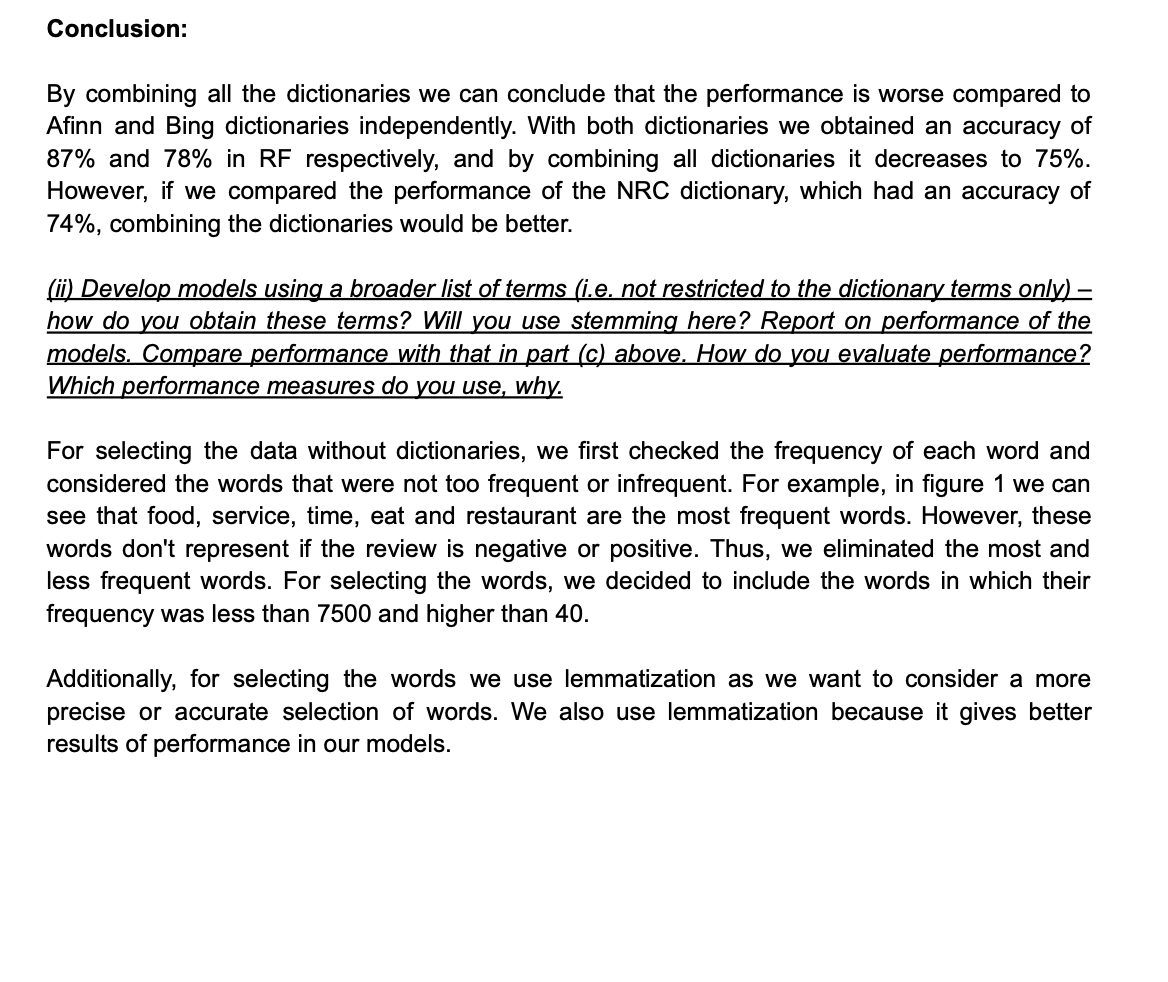 Conclusion:
By combining all the dictionaries we can conclude that the performance is worse compared to
Afinn and Bing dictionaries independently. With both dictionaries we obtained an accuracy of
87% and 78% in RF respectively, and by combining all dictionaries it decreases to 75%.
However, if we compared the performance of the NRC dictionary, which had an accuracy of
74%, combining the dictionaries would be better.
(ii) Develop models using a broader list of terms (i.e. not restricted to the dictionary terms only) –
how do you obtain these terms? Will you use stemming here? Report on performance of the
models. Compare performance with that in part (c) above. How do you evaluate performance?
Which performance measures do you use, why.
For selecting the data without dictionaries, we first checked the frequency of each word and
considered the words that were not too frequent or infrequent. For example, in figure 1 we can
see that food, service, time, eat and restaurant are the most frequent words. However, these
words don't represent if the review is negative or positive. Thus, we eliminated the most and
less frequent words. For selecting the words, we decided to include the words in which their
frequency was less than 7500 and higher than 40.
Additionally, for selecting the words we use lemmatization as we want to consider a more
precise or accurate selection of words. We also use lemmatization because it gives better
results of performance in our models.